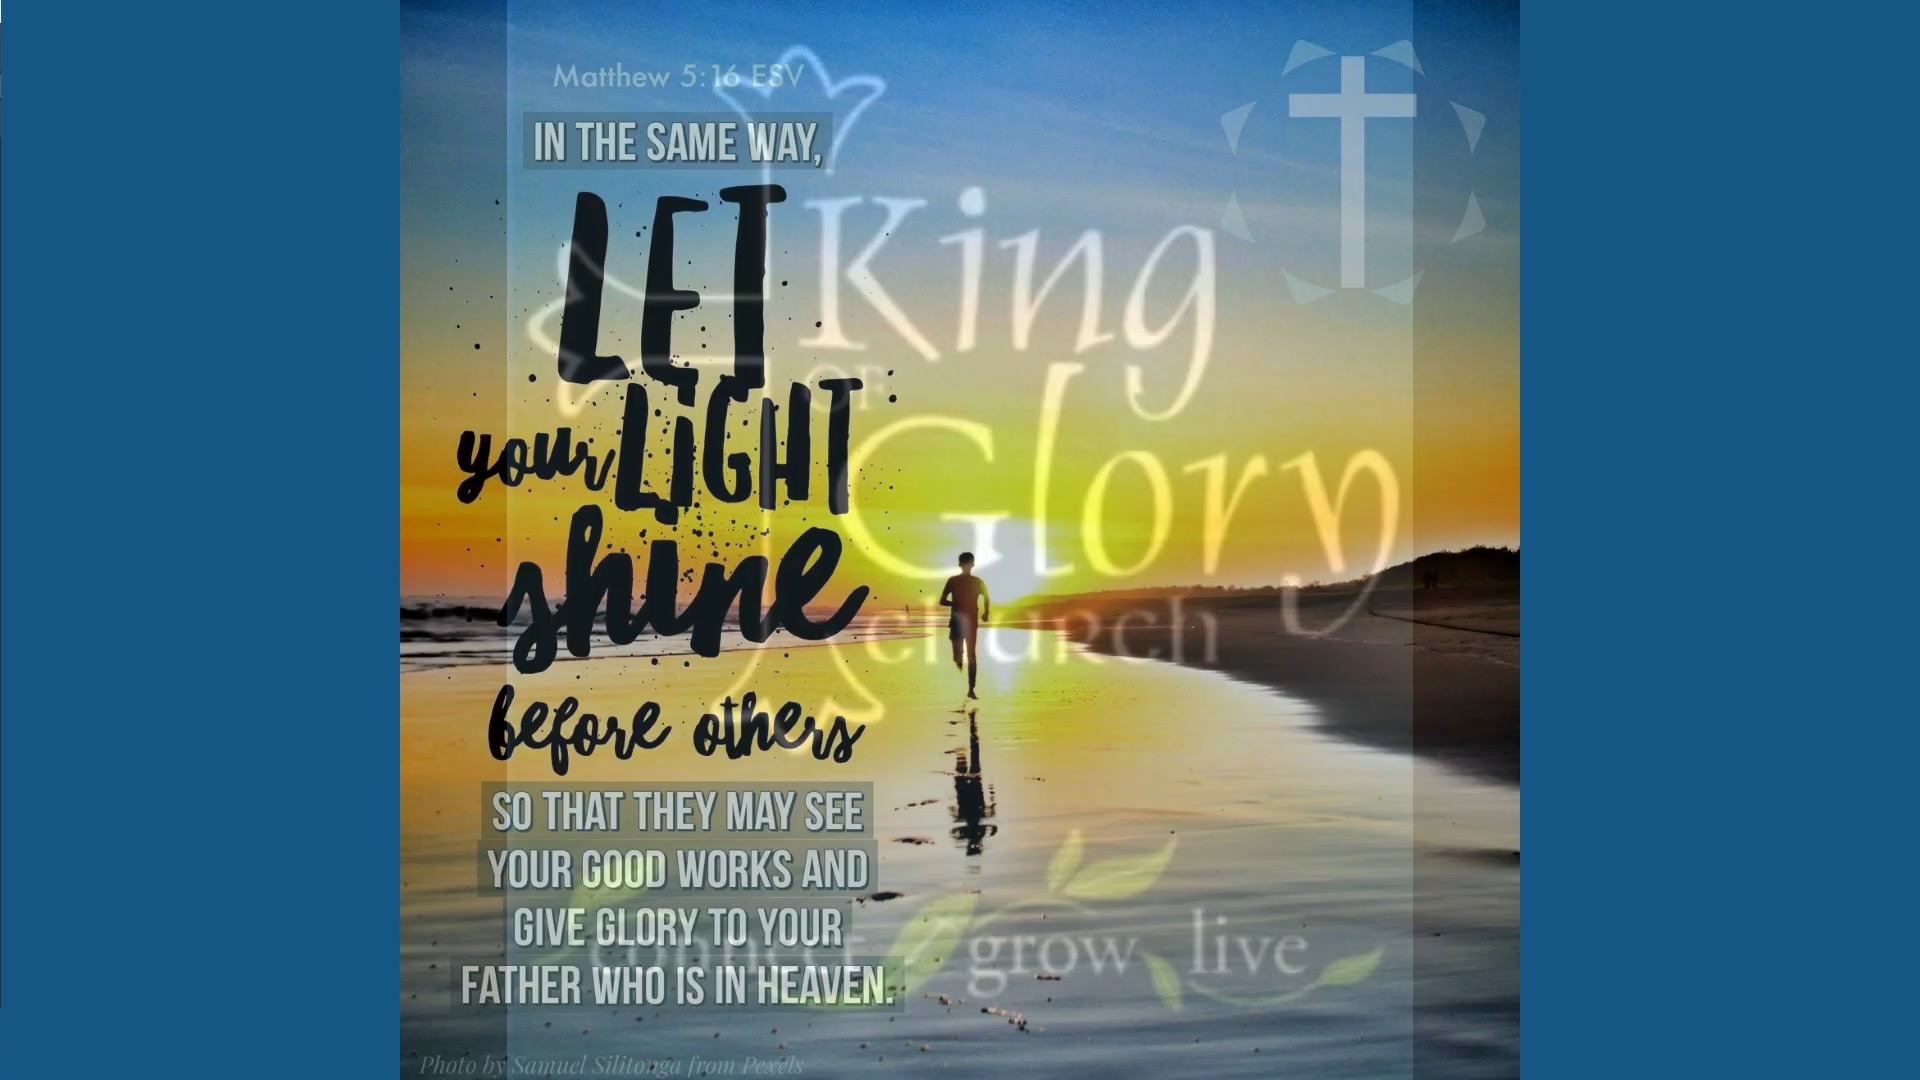 Matthew 5:16 ESV
IN THE SAME WAY,
LET
your LiGHT
shine
before others
SO THAT THEY MAY SEE
YOUR GOOD WORKS AND
GIVE GLORY TO YOUR
FATHER WHO IS IN HEAVEN.
King
OF
Glory
church
connect grow live
Photo by Samuel Silitonga from Pexels